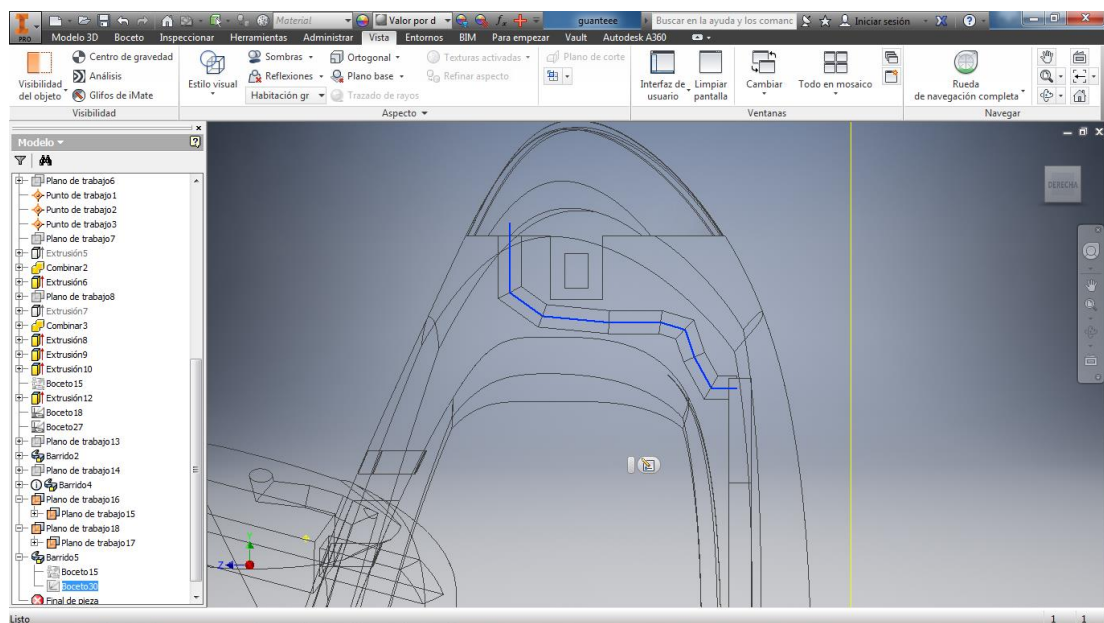 Material
Valor por d
guanteee
Buscar en la ayuda y los comanc
Iniciar sesión
PRO
Modelo 3D Boceto Inspeccionar Herramientas Administrar Vista Entornos BIM Para empezar Vault Autodesk A360
Centro de gravedad
Análisis
Glifos de iMate
Visibilidad del objeto
Estilo visual
Sombras
Reflexiones
Habitación gr
Ortogonal
Plano base
Trazado de rayos
Texturas activadas
Refinar aspecto
Plano de corte
Interfaz de usuario
Limpiar pantalla
Cambiar
Todo en mosaico
Rueda
de navegación completa
Visibilidad Aspecto Ventanas Navegar
Modelo
Plano de trabajo6
Punto de trabajo1
Punto de trabajo2
Punto de trabajo3
Plano de trabajo7
Extrusión5
Combinar2
Extrusión6
Plano de trabajo8
Extrusión7
Combinar3
Extrusión8
Extrusión9
Extrusión10
Boceto15
Extrusión12
Boceto18
Boceto27
Plano de trabajo13
Barrido2
Plano de trabajo14
Barrido4
Plano de trabajo16
Plano de trabajo15
Plano de trabajo18
Plano de trabajo17
Barrido5
Boceto15
Boceto30
Final de pieza
DERECHA
Z
Listo
1 1